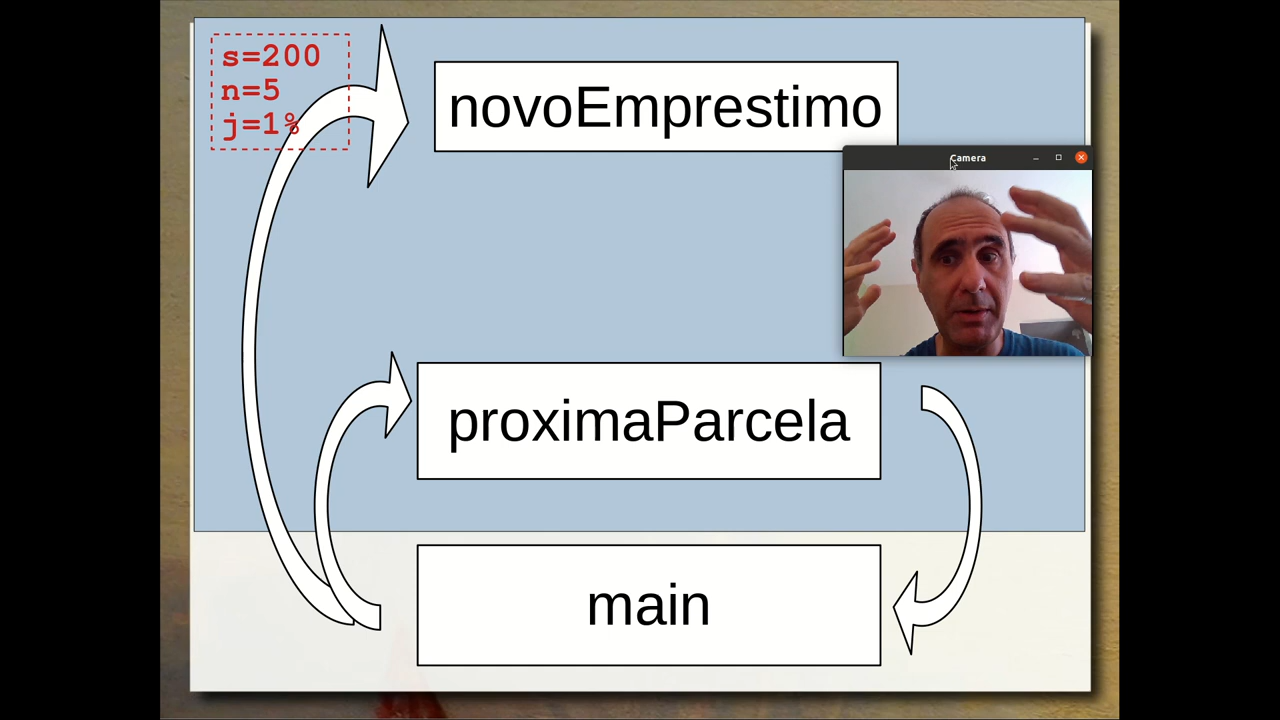 s=200
n=5
j=1%
novoEmprestimo
Camera
proximaParcela
main